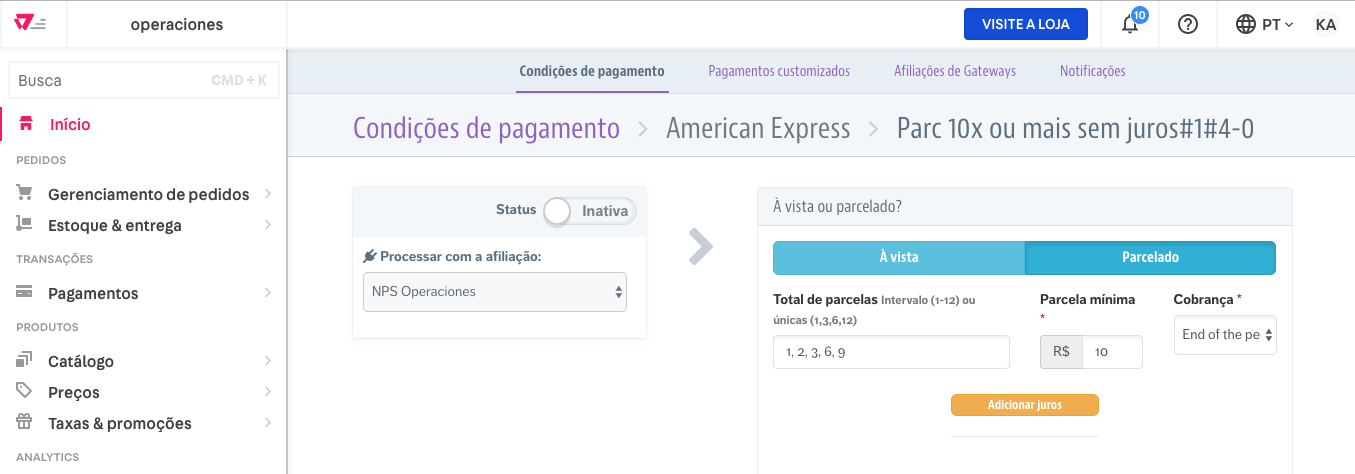 operaciones
VISITE A LOJA
10
PT
KA
Busca
CMD + K
Início
PEDIDOS
Gerenciamento de pedidos
Estoque & entrega
TRANSAÇÕES
Pagamentos
PRODUTOS
Catálogo
Preços
Taxas & promoções
ANALYTICS
Condições de pagamento
Pagamentos customizados
Afiliações de Gateways
Notificações
Condições de pagamento > American Express > Parc 10x ou mais sem juros#1#4-0
Status
Inativa
Processar com a afiliação:
NPS Operaciones
À vista ou parcelado?
À vista
Parcelado
Total de parcelas Intervalo (1-12) ou
únicas (1,3,6,12)
1, 2, 3, 6, 9
Parcela mínima
*
R$
10
Cobrança *
End of the pe
Adicionar juros